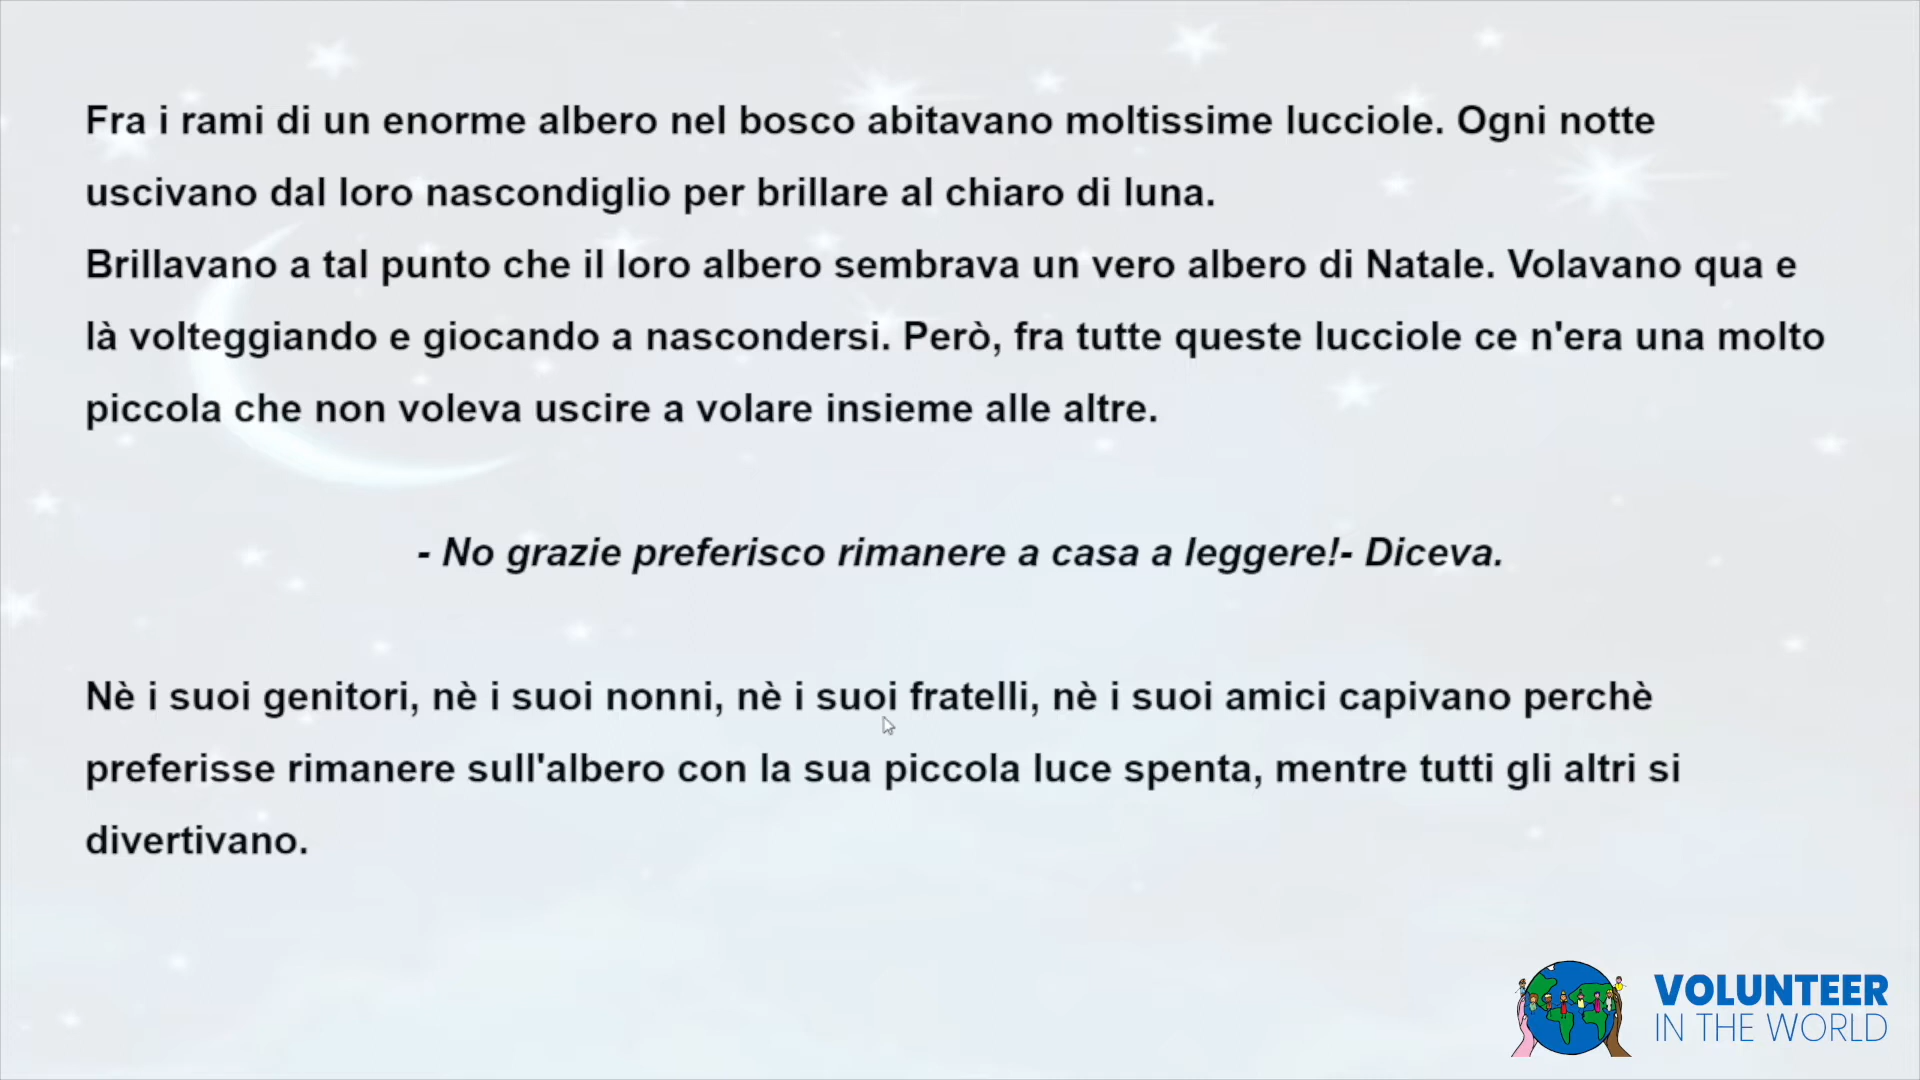 Fra i rami di un enorme albero nel bosco abitavano moltissime lucciole. Ogni notte
uscivano dal loro nascondiglio per brillare al chiaro di luna.
Brillavano a tal punto che il loro albero sembrava un vero albero di Natale. Volavano qua e
là volteggiando e giocando a nascondersi. Però, fra tutte queste lucciole ce n'era una molto
piccola che non voleva uscire a volare insieme alle altre.
- No grazie preferisco rimanere a casa a leggere!- Diceva.
Nè i suoi genitori, nè i suoi nonni, nè i suoi fratelli, nè i suoi amici capivano perchè
preferisse rimanere sull'albero con la sua piccola luce spenta, mentre tutti gli altri si
divertivano.
VOLUNTEER
IN THE WORLD